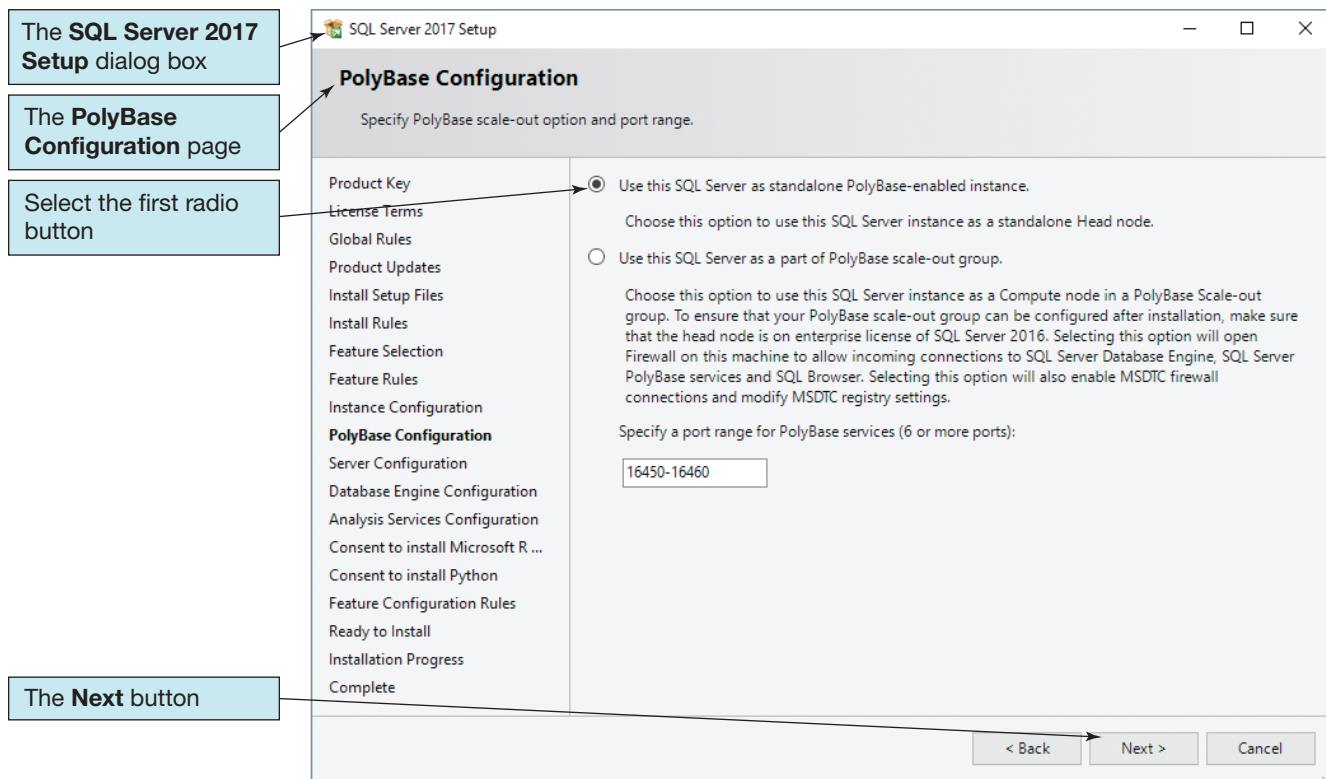 The SQL Server 2017
Setup dialog box
The PolyBase
Configuration page
Select the first radio
button
The Next button
SQL Server 2017 Setup
PolyBase Configuration
Specify PolyBase scale-out option and port range.
Product Key
License Terms
Global Rules
Product Updates
Install Setup Files
Install Rules
Feature Selection
Feature Rules
Instance Configuration
PolyBase Configuration
Server Configuration
Database Engine Configuration
Analysis Services Configuration
Consent to install Microsoft R ...
Consent to install Python
Feature Configuration Rules
Ready to Install
Installation Progress
Complete
Use this SQL Server as standalone PolyBase-enabled instance.
Choose this option to use this SQL Server instance as a standalone Head node.
Use this SQL Server as a part of PolyBase scale-out group.
Choose this option to use this SQL Server instance as a Compute node in a PolyBase Scale-out
group. To ensure that your PolyBase scale-out group can be configured after installation, make sure
that the head node is on enterprise license of SQL Server 2016. Selecting this option will open
Firewall on this machine to allow incoming connections to SQL Server Database Engine, SQL Server
PolyBase services and SQL Browser. Selecting this option will also enable MSDTC firewall
connections and modify MSDTC registry settings.
Specify a port range for PolyBase services (6 or more ports):
16450-16460
< Back
Next >
Cancel